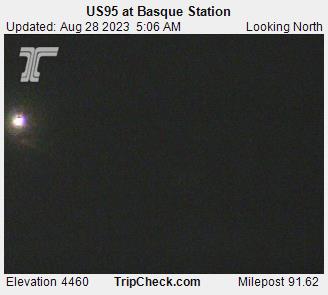 US95 at Basque Station
Updated: Aug 28 2023 5:06 AM Looking North
Elevation 4460 TripCheck.com Milepost 91.62